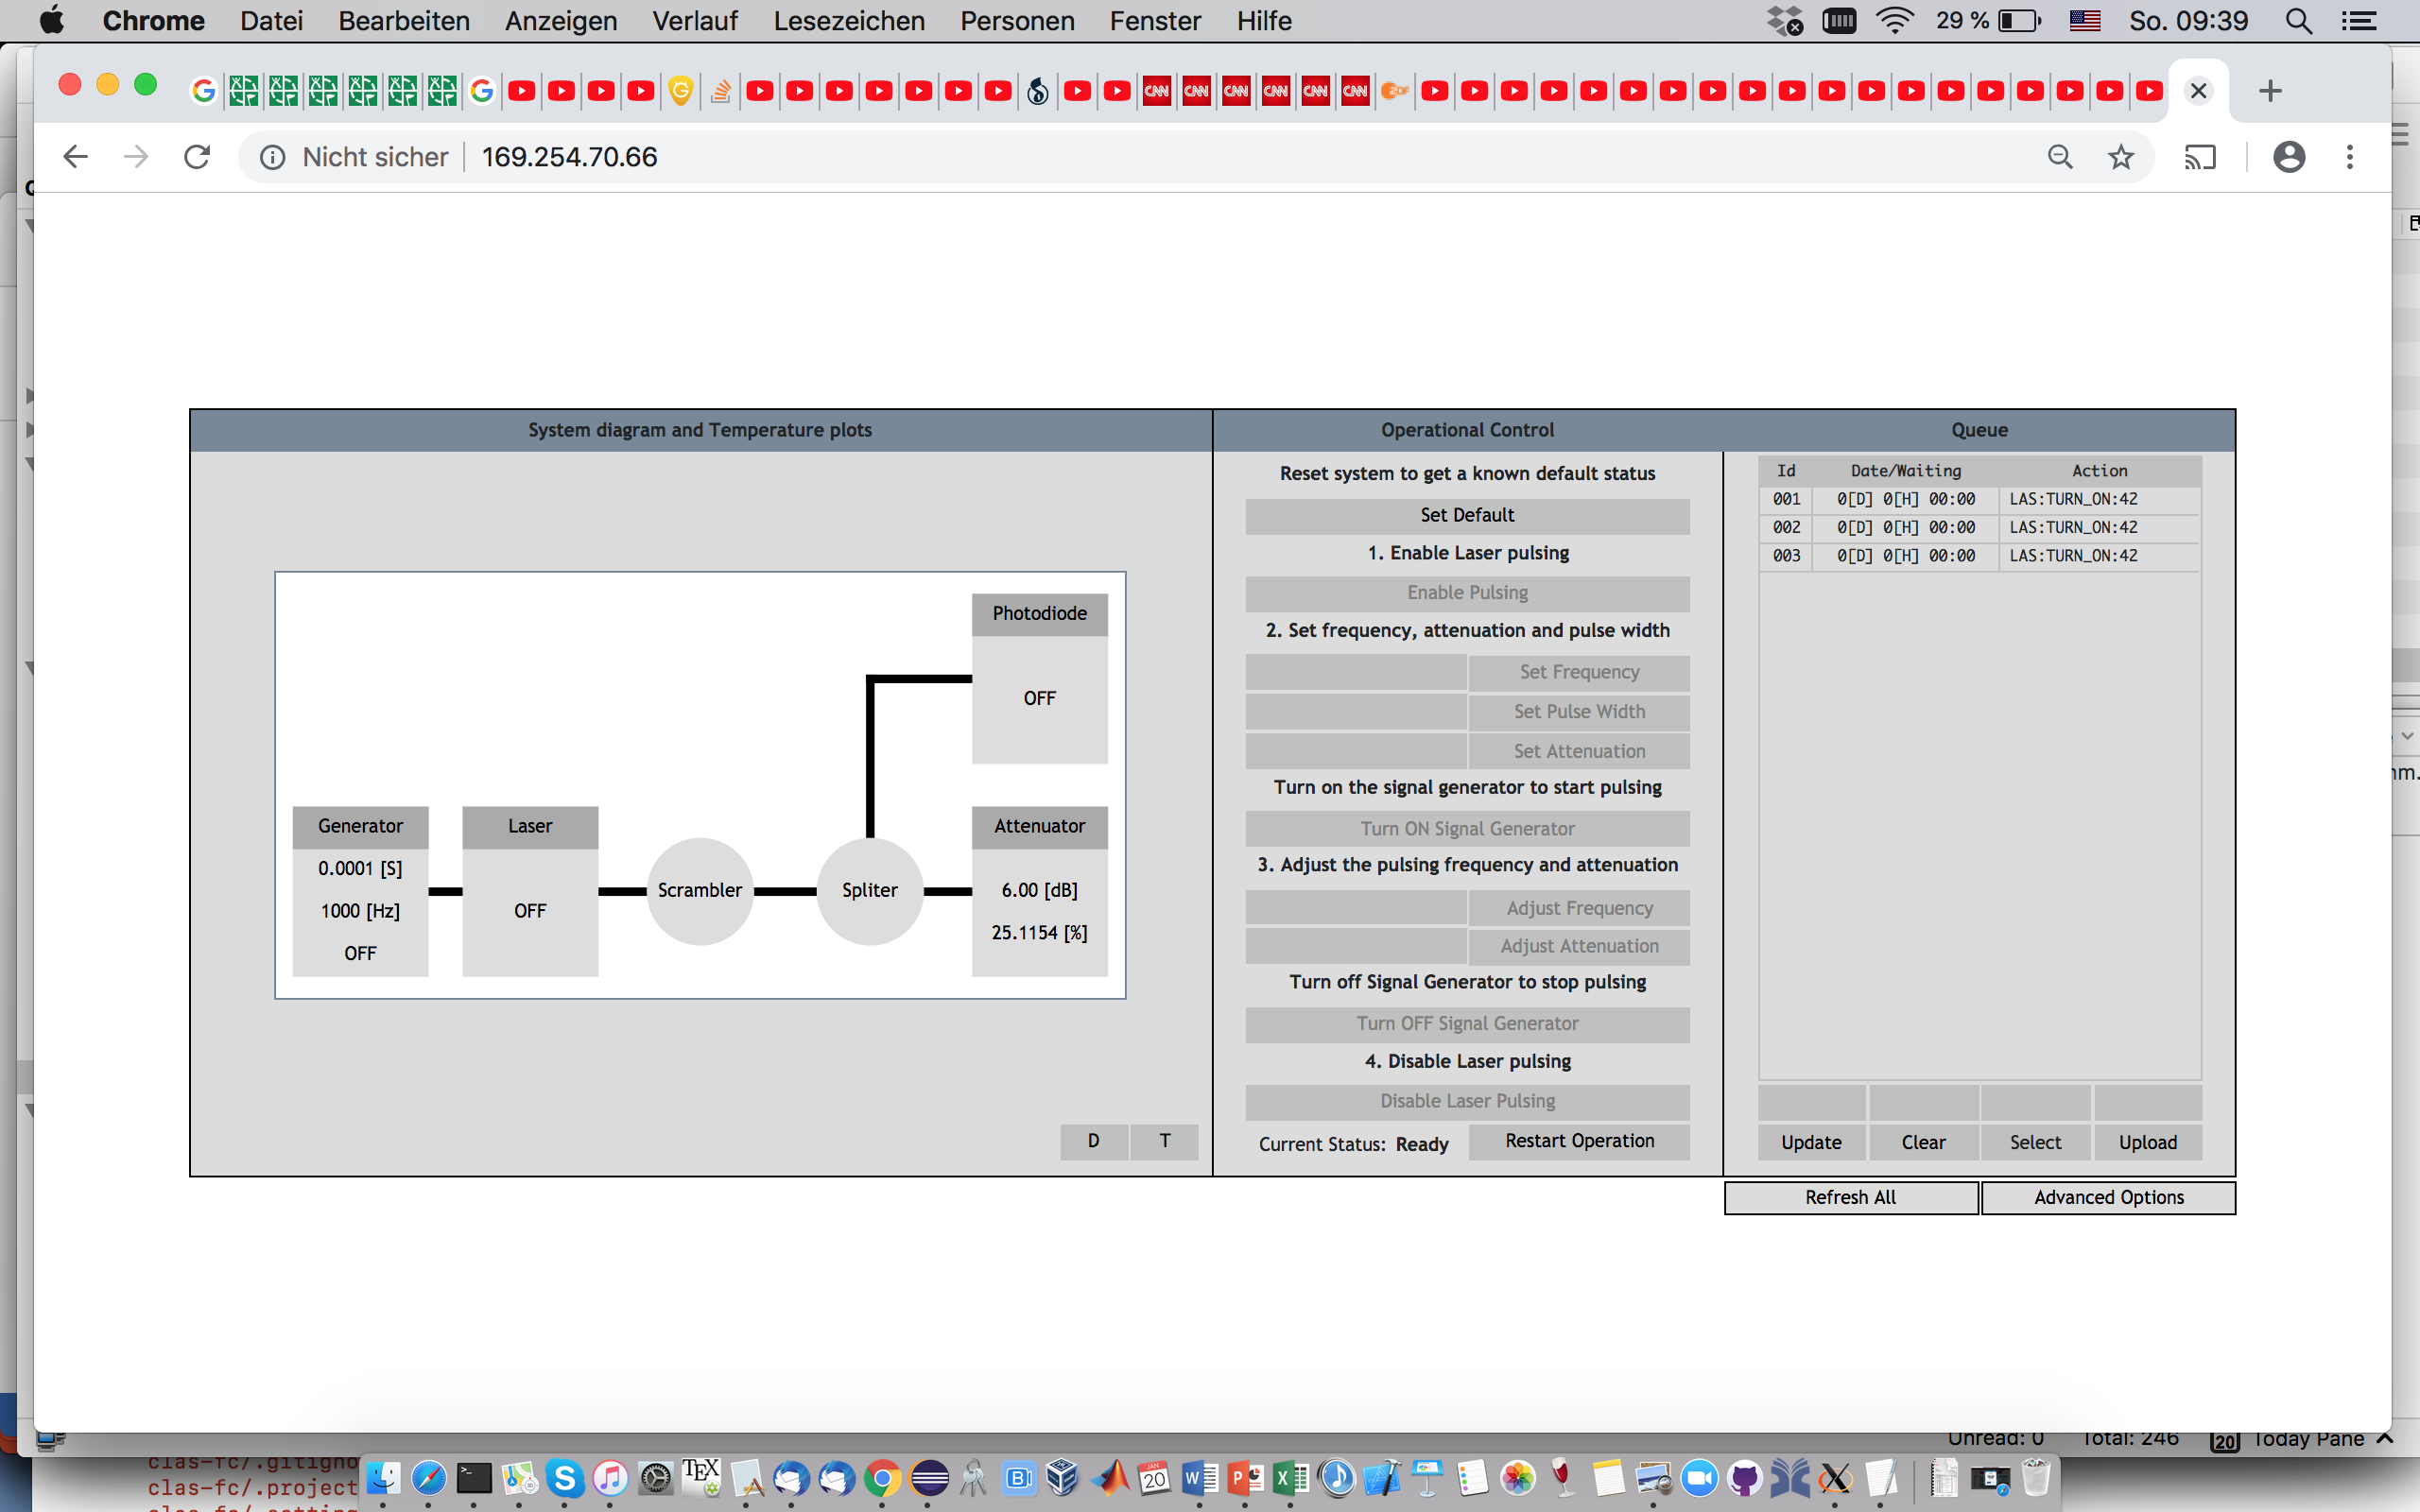 Chrome Datei Bearbeiten Anzeigen Verlauf Lesezeichen Personen Fenster Hilfe 29 % So. 09:39
Nicht sicher 169.254.70.66
System diagram and Temperature plots
Photodiode
OFF
Generator
0.0001 [S]
1000 [Hz]
OFF
Laser
OFF
Scrambler
Spliter
Attenuator
6.00 [dB]
25.1154 [%]
D T
Operational Control
Reset system to get a known default status
Set Default
1. Enable Laser pulsing
Enable Pulsing
2. Set frequency, attenuation and pulse width
Set Frequency
Set Pulse Width
Set Attenuation
Turn on the signal generator to start pulsing
Turn ON Signal Generator
3. Adjust the pulsing frequency and attenuation
Adjust Frequency
Adjust Attenuation
Turn off Signal Generator to stop pulsing
Turn OFF Signal Generator
4. Disable Laser pulsing
Disable Laser Pulsing
Current Status: Ready Restart Operation
Queue
Id Date/Waiting Action
001 0[D] 0[H] 00:00 LAS:TURN_ON:42
002 0[D] 0[H] 00:00 LAS:TURN_ON:42
003 0[D] 0[H] 00:00 LAS:TURN_ON:42
Update Clear Select Upload
Refresh All Advanced Options
Unread: 0 Total: 246 20 Today Pane
clas-fc/.gitigno
clas-fc/.project